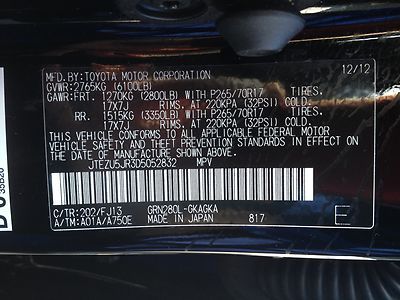 MFD.BY:TOYOTA MOTOR CORPORATION 12/12
GVWR:2765KG (6100LB)
GAWR:FRT. 1270KG (2800LB) WITH P265/70R17 TIRES,
17X7J RIMS, AT 220KPA (32PSI) COLD
RR. 1515KG (3350LB) WITH P265/70R17 TIRES,
17X7J RIMS, AT 220KPA (32PSI) COLD
THIS VEHICLE CONFORMS TO ALL APPLICABLE FEDERAL MOTOR
VEHICLE SAFETY AND THEFT PREVENTION STANDARDS IN EFFECT
ON THE DATE OF MANUFACTURE SHOWN ABOVE.
JTEZU5JR3D5052832 MPV
C/TR:202/FJ13 GRN280L-GKAGKA
A/TM:A01A/A750E MADE IN JAPAN 817
E
35B20